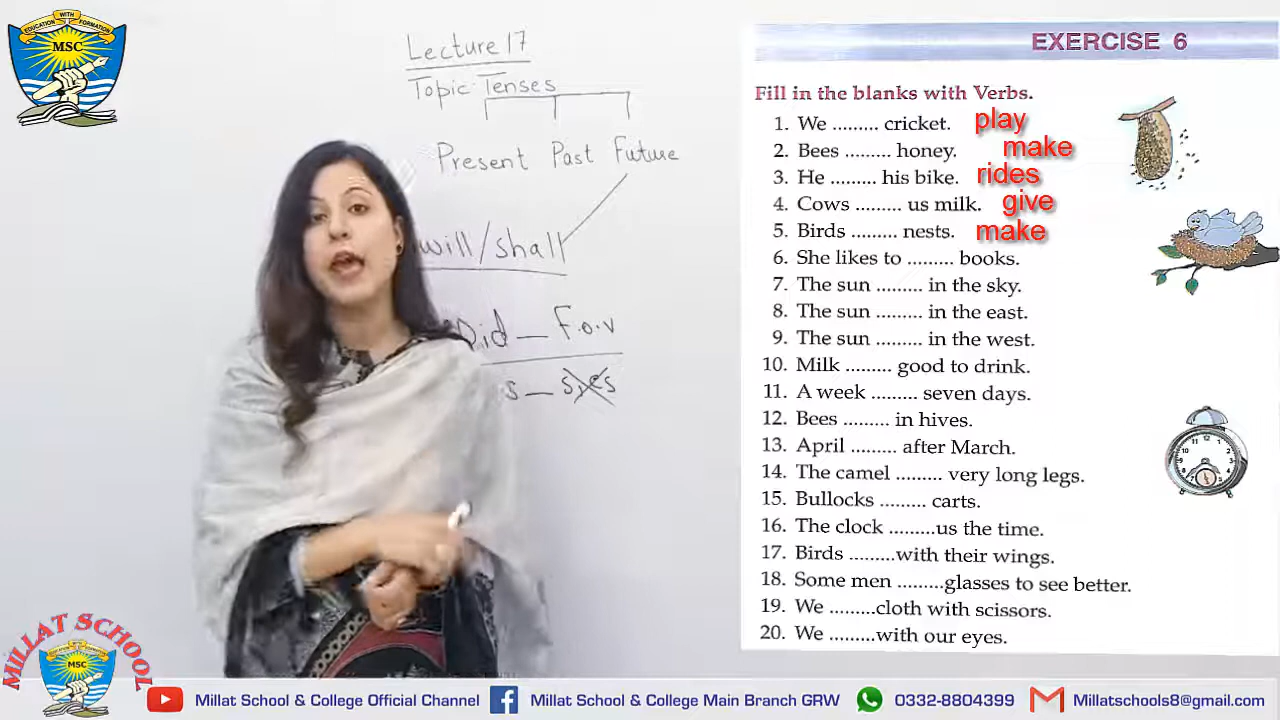 EDUCATION WITH FORMATION
MSC
Lecture 17
Topic-Tenses
Present Past Future
will/shall
Did — F.o.v
s — s,es
EXERCISE 6
Fill in the blanks with Verbs.
1. We ......... cricket. play
2. Bees ......... honey. make
3. He ......... his bike. rides
4. Cows ......... us milk. give
5. Birds ......... nests. make
6. She likes to ......... books.
7. The sun ......... in the sky.
8. The sun ......... in the east.
9. The sun ......... in the west.
10. Milk ......... good to drink.
11. A week ......... seven days.
12. Bees ......... in hives.
13. April ......... after March.
14. The camel ......... very long legs.
15. Bullocks ......... carts.
16. The clock .........us the time.
17. Birds .........with their wings.
18. Some men .........glasses to see better.
19. We .........cloth with scissors.
20. We .........with our eyes.
MILLAT SCHOOL
MSC
Millat School & College Official Channel
Millat School & College Main Branch GRW
0332-8804399
Millatschools8@gmail.com